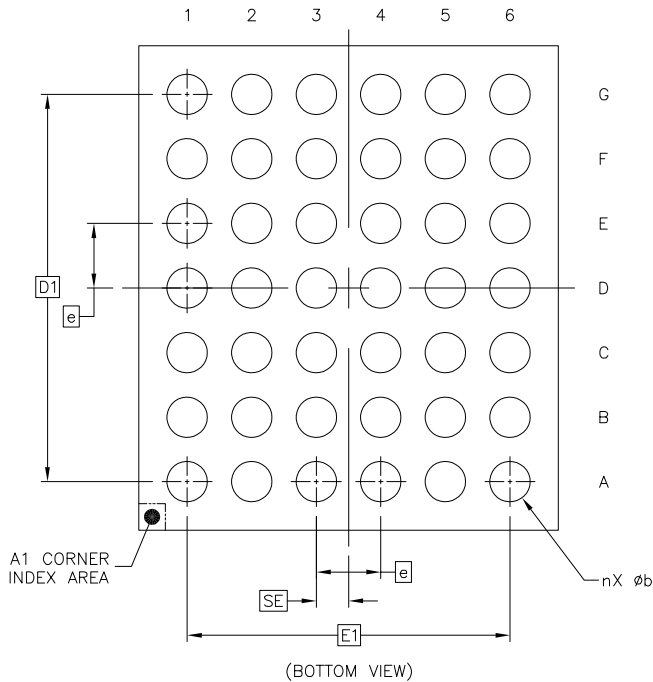 1 2 3 4 5 6
G
F
E
D1
D
e
C
B
A
A1 CORNER
INDEX AREA
e
SE
nX øb
E1
(BOTTOM VIEW)